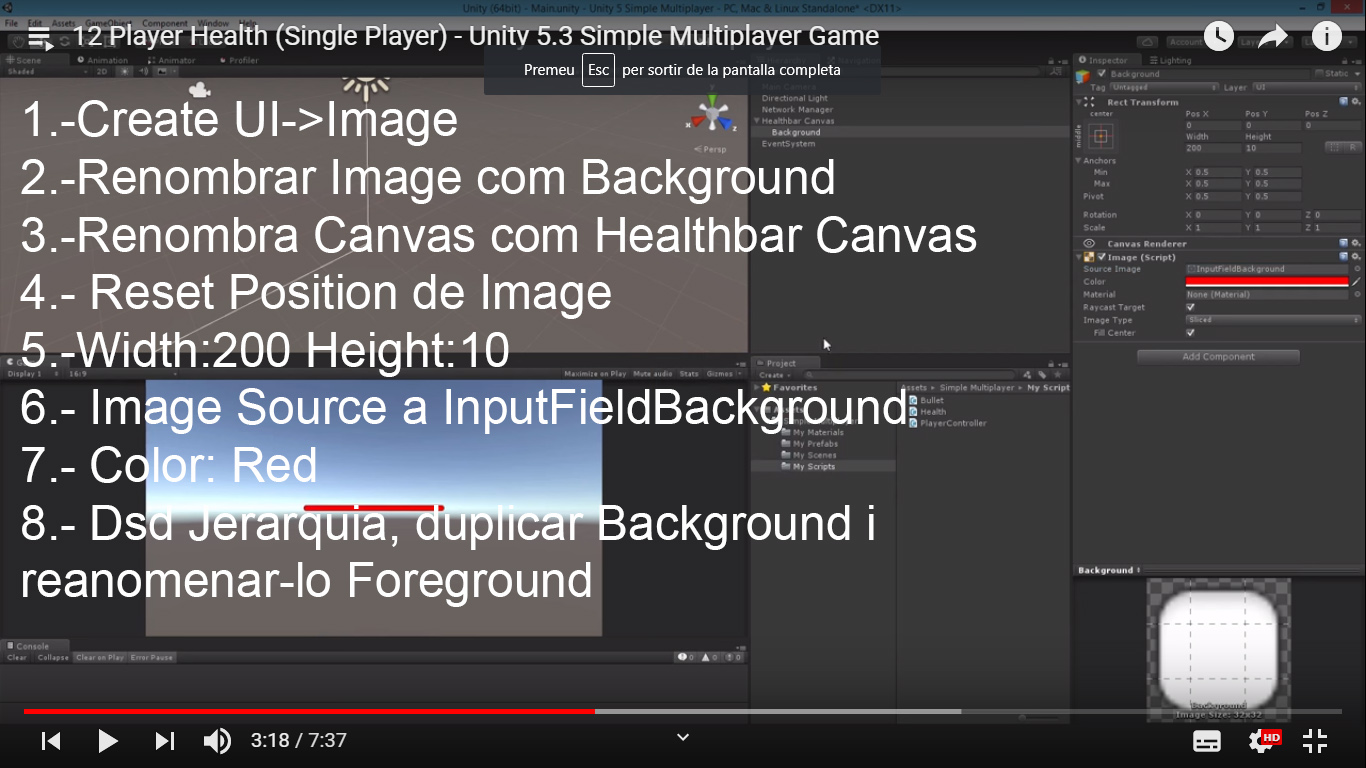 Unity (64bit) - Main.unity - Unity 5 Simple Multiplayer - PC, Mac & Linux Standalone* <DX11>
File Edit Assets GameObject Component Window Help
12 Player Health (Single Player) - Unity 5.3 Simple Multiplayer Game
Premeu Esc per sortir de la pantalla completa
Account
Scene Animation Animator Profiler
Shaded 2D
Persp
Main Camera
Directional Light
Network Manager
Healthbar Canvas
Background
EventSystem
1.-Create UI->Image
2.-Renombrar Image com Background
3.-Renombra Canvas com Healthbar Canvas
4.- Reset Position de Image
5.-Width:200 Height:10
6.- Image Source a InputFieldBackground
7.- Color: Red
8.- Dsd Jerarquia, duplicar Background i
reanomenar-lo Foreground
Inspector Lighting
Background Static
Tag Untagged Layer UI
Rect Transform
center Pos X Pos Y Pos Z
middle 0 0 0
Width Height
200 10 R
Anchors
Min X 0.5 Y 0.5
Max X 0.5 Y 0.5
Pivot X 0.5 Y 0.5
Rotation X 0 Y 0 Z 0
Scale X 1 Y 1 Z 1
Canvas Renderer
Image (Script)
Source Image InputFieldBackground
Color
Material None (Material)
Raycast Target
Image Type Sliced
Fill Center
Add Component
Display 1 16:9 Maximize on Play Mute audio Stats Gizmos
Project
Create
Favorites
Assets
My Materials
My Prefabs
My Scenes
My Scripts
Assets Simple Multiplayer My Script
Bullet
Health
PlayerController
Background
Background
Image Size: 32x32
Console
Clear Collapse Clear on Play Error Pause 0 0 0
3:18 / 7:37
HD